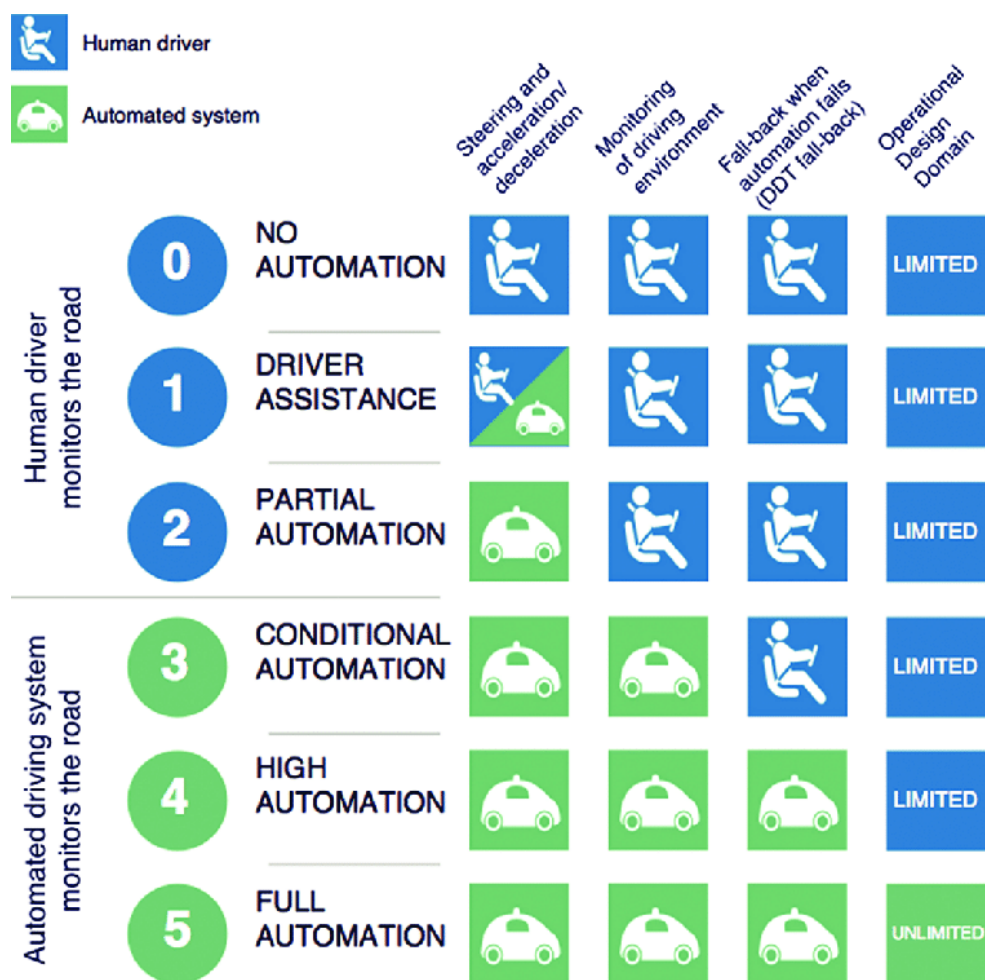 Human driver
Automated system
Steering and
acceleration/
deceleration
Monitoring
of driving
environment
Fall-back when
automation fails
(DDT fall-back)
Operational
Design
Domain
Human driver
monitors the road
0
NO
AUTOMATION
LIMITED
1
DRIVER
ASSISTANCE
LIMITED
2
PARTIAL
AUTOMATION
LIMITED
Automated driving system
monitors the road
3
CONDITIONAL
AUTOMATION
LIMITED
4
HIGH
AUTOMATION
LIMITED
5
FULL
AUTOMATION
UNLIMITED